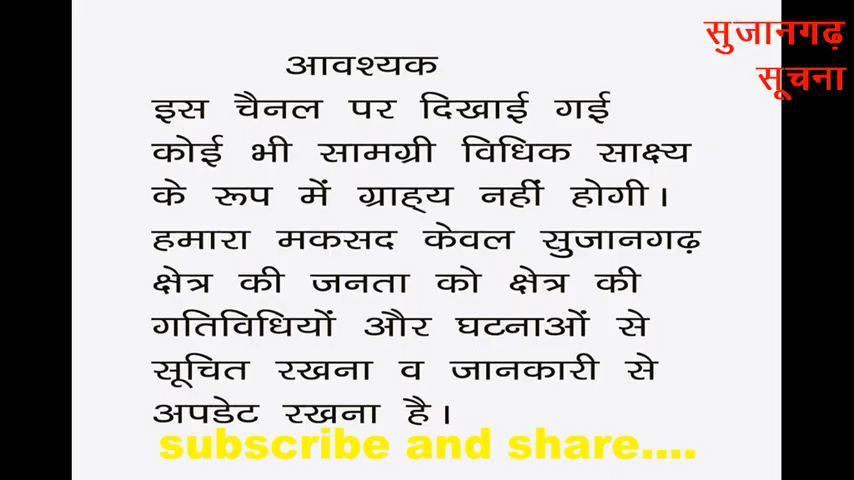 सुजानगढ़
सूचना
आवश्यक
इस चैनल पर दिखाई गई
कोई भी सामग्री विधिक साक्ष्य
के रूप में ग्राह्य नहीं होगी।
हमारा मकसद केवल सुजानगढ़
क्षेत्र की जनता को क्षेत्र की
गतिविधियों और घटनाओं से
सूचित रखना व जानकारी से
अपडेट रखना है।
subscribe and share....